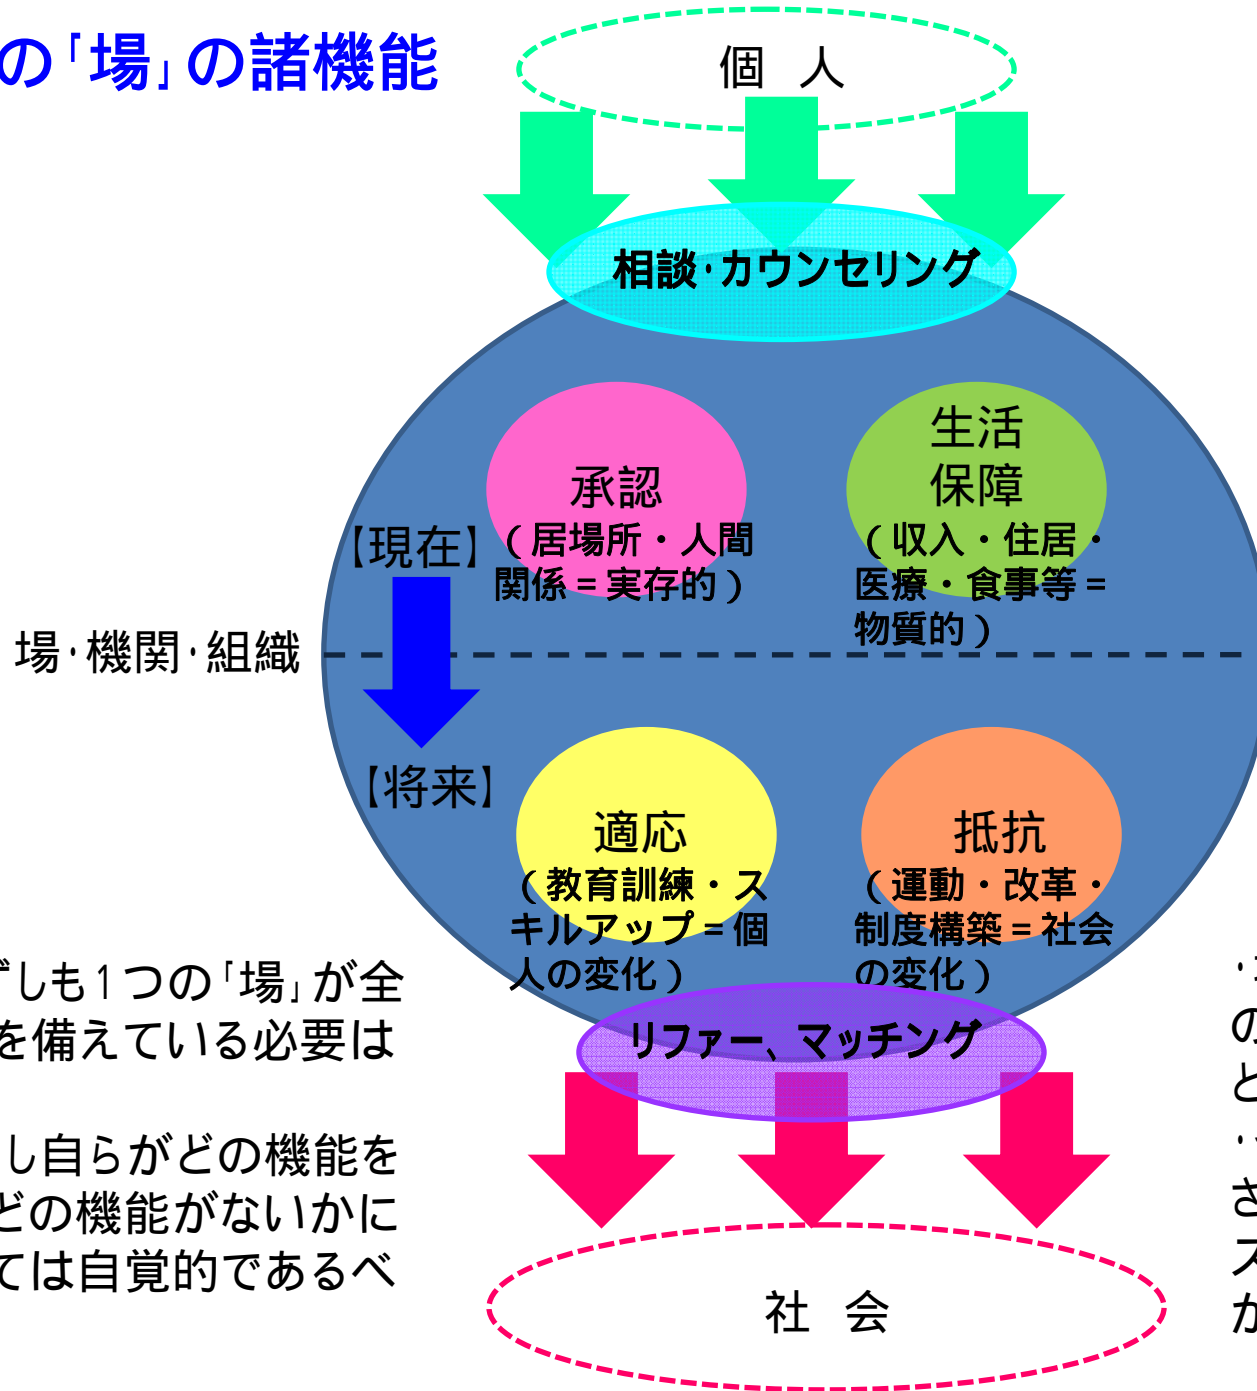 の「場」の諸機能
個 人
相談・カウンセリング
承認
（居場所・人間
関係＝実存的）
生活
保障
（収入・住居・
医療・食事等＝
物質的）
【現在】
場・機関・組織
【将来】
適応
（教育訓練・ス
キルアップ＝個
人の変化）
抵抗
（運動・改革・
制度構築＝社会
の変化）
リファー、マッチング
社 会
しも1つの「場」が全
を備えている必要は
し自らがどの機能を
どの機能がないかに
ては自覚的であるべ
の
と
さ
ス
か